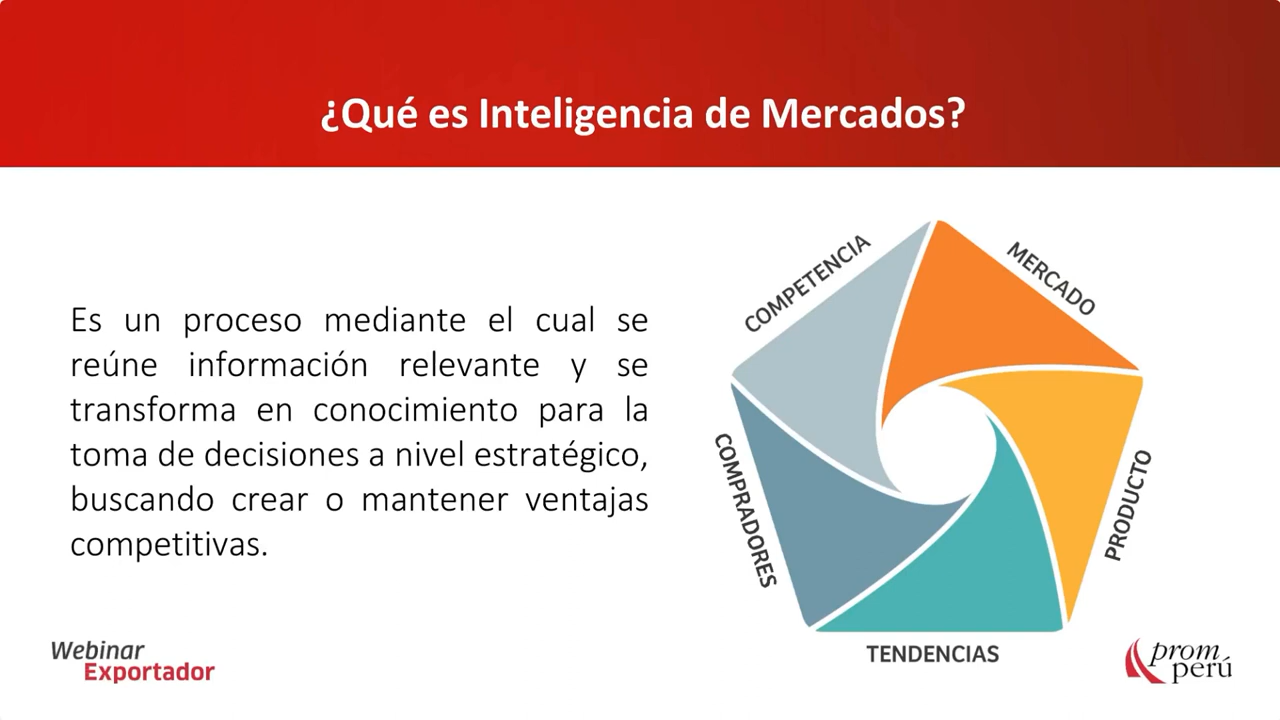 ¿Qué es Inteligencia de Mercados?
Es un proceso mediante el cual se
reúne información relevante y se
transforma en conocimiento para la
toma de decisiones a nivel estratégico,
buscando crear o mantener ventajas
competitivas.
COMPETENCIA
MERCADO
COMPRADORES
PRODUCTO
TENDENCIAS
Webinar
Exportador
prom
perú